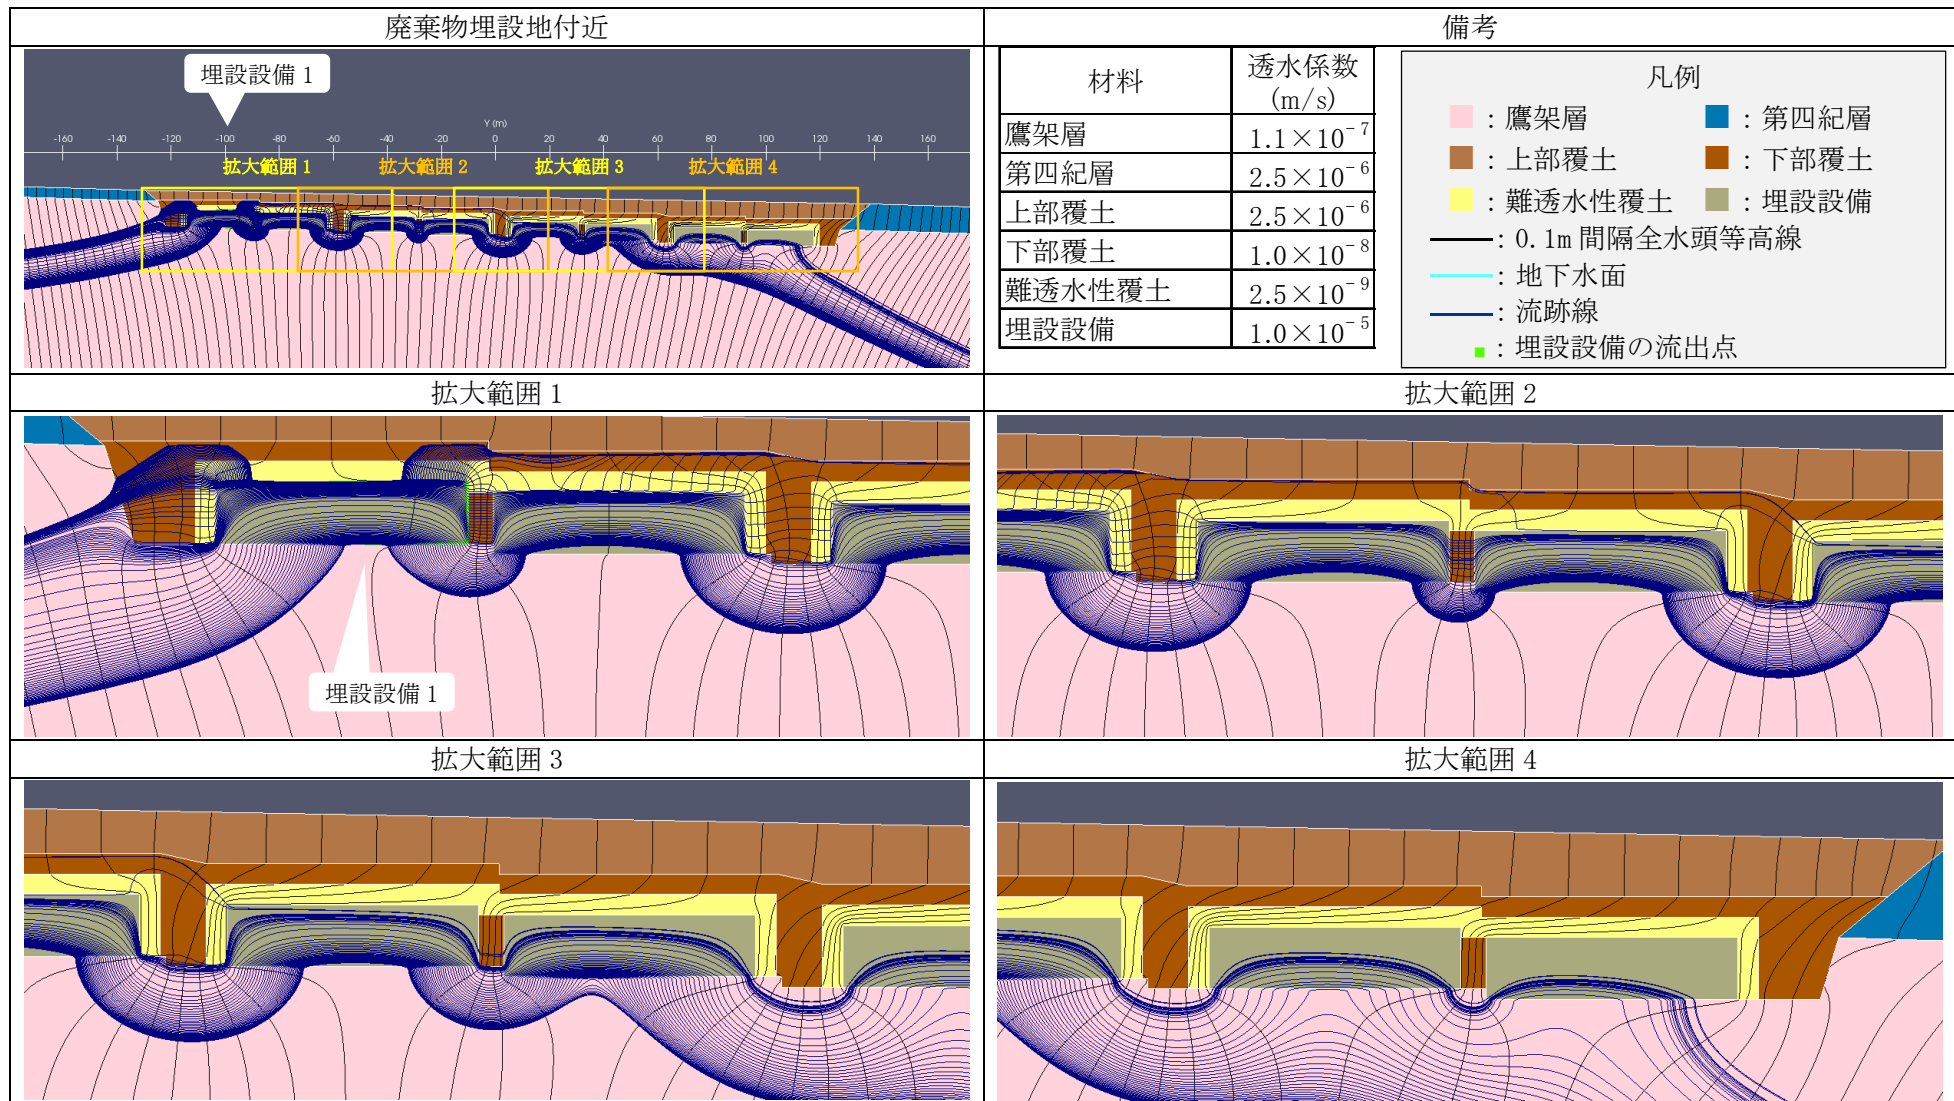 廃棄物埋設地付近
備考
埋設設備 1
Y (m)
-160 -140 -120 -100 -80 -60 -40 -20 0 20 40 60 80 100 120 140 160
拡大範囲 1 拡大範囲 2 拡大範囲 3 拡大範囲 4
材料 透水係数 (m/s)
鷹架層 1.1×10⁻⁷
第四紀層 2.5×10⁻⁶
上部覆土 2.5×10⁻⁶
下部覆土 1.0×10⁻⁸
難透水性覆土 2.5×10⁻⁹
埋設設備 1.0×10⁻⁵
凡例
：鷹架層 ：第四紀層
：上部覆土 ：下部覆土
：難透水性覆土 ：埋設設備
：0.1m 間隔全水頭等高線
：地下水面
：流跡線
：埋設設備の流出点
拡大範囲 1
拡大範囲 2
埋設設備 1
拡大範囲 3
拡大範囲 4